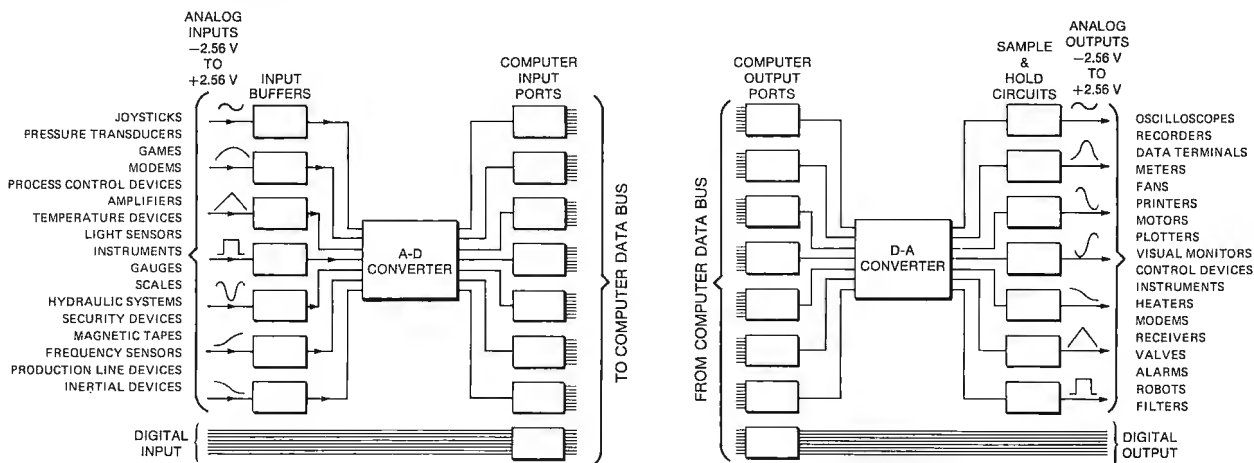 ANALOG
INPUTS
−2.56 V
TO
+2.56 V
INPUT
BUFFERS
COMPUTER
INPUT
PORTS
JOYSTICKS
PRESSURE TRANSDUCERS
GAMES
MODEMS
PROCESS CONTROL DEVICES
AMPLIFIERS
TEMPERATURE DEVICES
LIGHT SENSORS
INSTRUMENTS
GAUGES
SCALES
HYDRAULIC SYSTEMS
SECURITY DEVICES
MAGNETIC TAPES
FREQUENCY SENSORS
PRODUCTION LINE DEVICES
INERTIAL DEVICES
A-D
CONVERTER
TO COMPUTER DATA BUS
DIGITAL
INPUT
COMPUTER
OUTPUT
PORTS
SAMPLE
&
HOLD
CIRCUITS
ANALOG
OUTPUTS
−2.56 V
TO
+2.56 V
FROM COMPUTER DATA BUS
D-A
CONVERTER
OSCILLOSCOPES
RECORDERS
DATA TERMINALS
METERS
FANS
PRINTERS
MOTORS
PLOTTERS
VISUAL MONITORS
CONTROL DEVICES
INSTRUMENTS
HEATERS
MODEMS
RECEIVERS
VALVES
ALARMS
ROBOTS
FILTERS
DIGITAL
OUTPUT